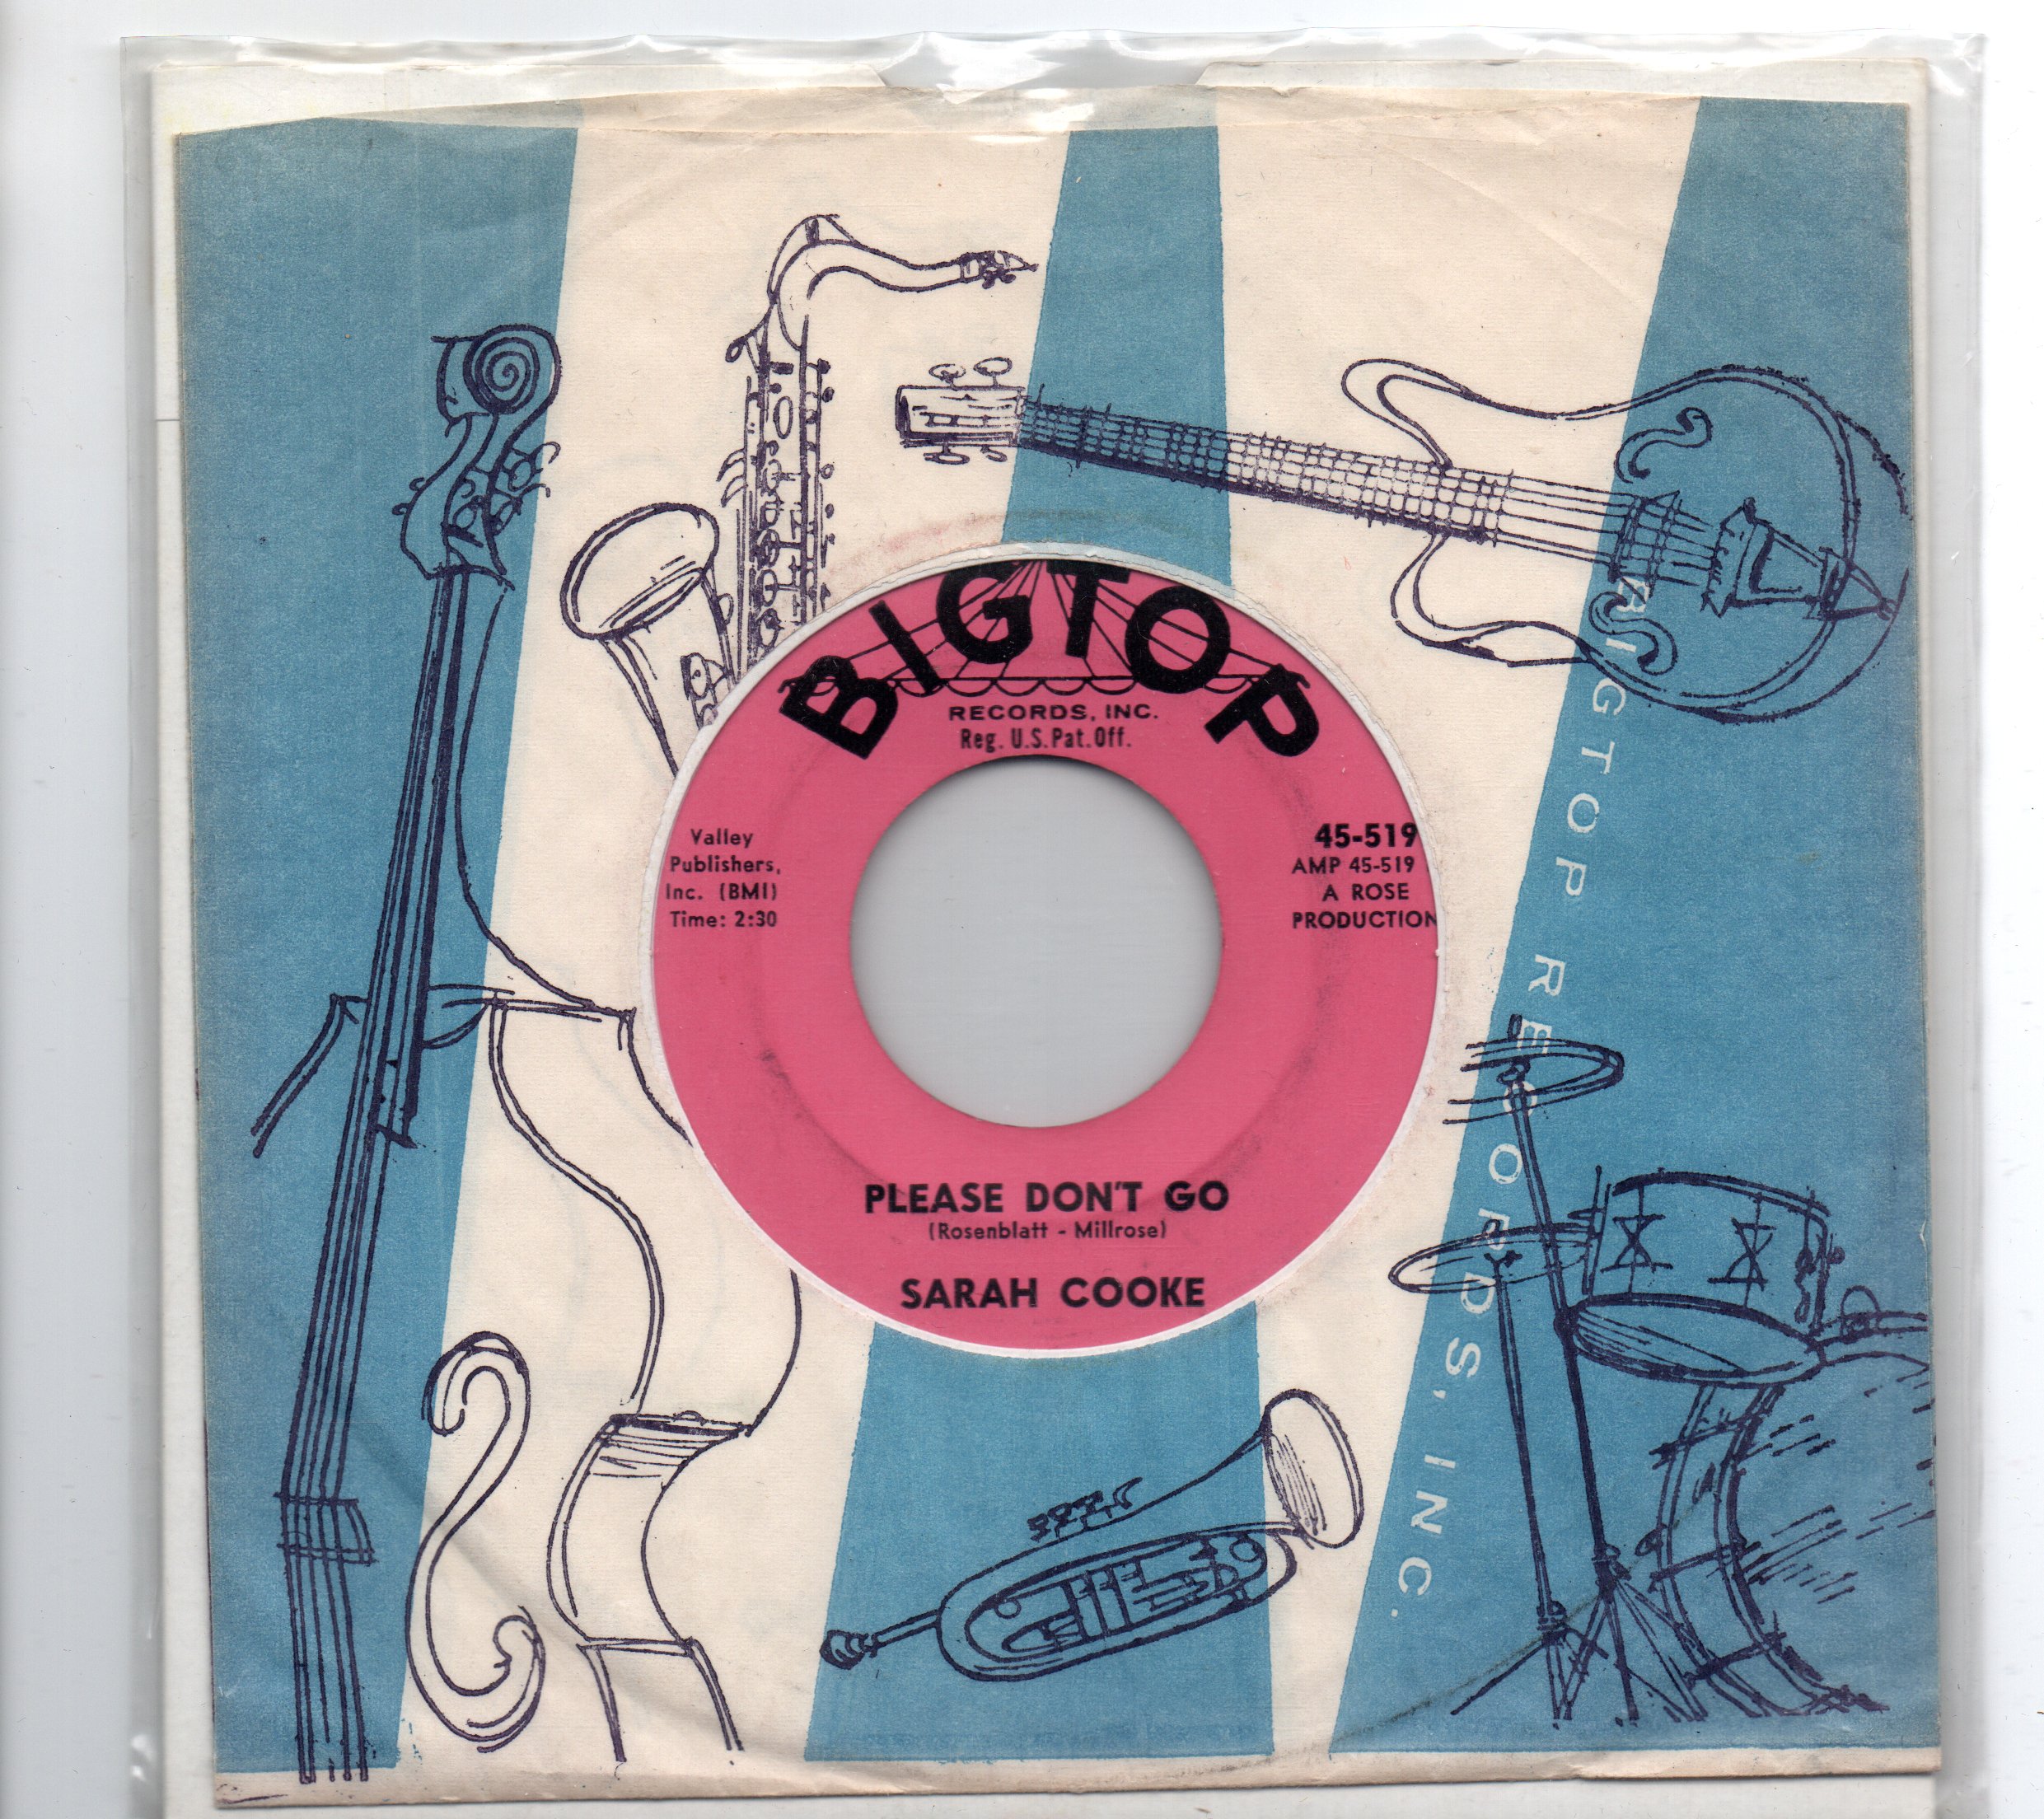 BIGTOP
RECORDS, INC.
Reg. U.S. Pat. Off.
Valley
Publishers,
Inc. (BMI)
Time: 2:30
45-519
AMP 45-519
A ROSE
PRODUCTION
PLEASE DON'T GO
(Rosenblatt - Millrose)
SARAH COOKE
BIGTOP RECORDS, INC.